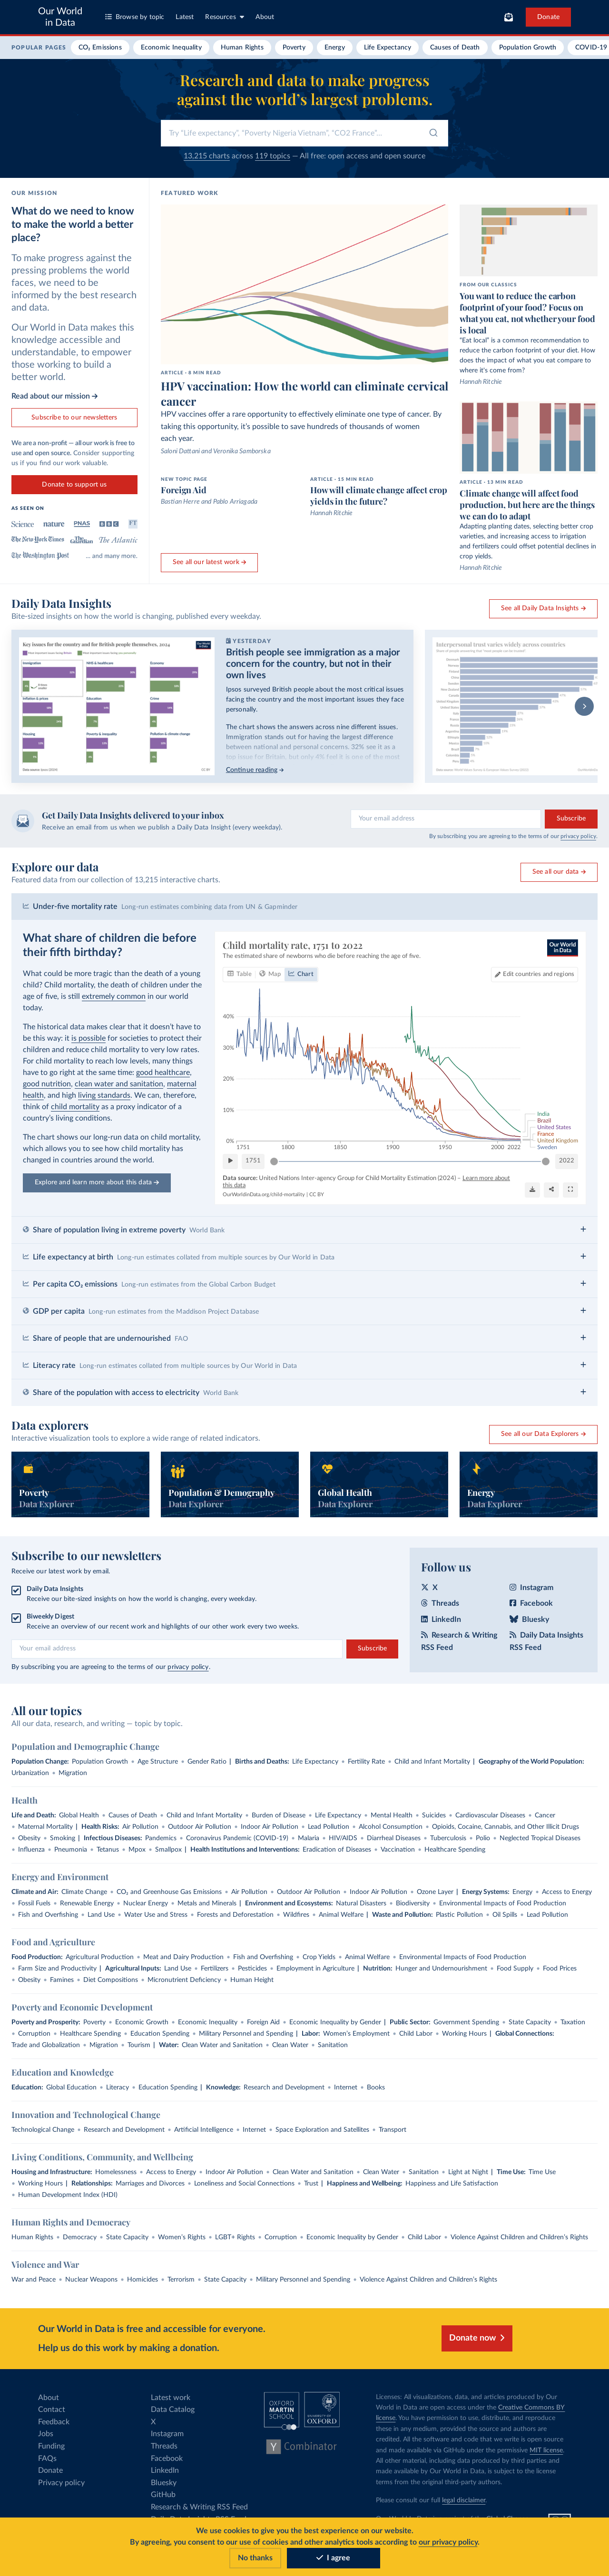 Our World
in Data
Browse by topic
Latest
Resources
About
Donate
POPULAR PAGES
CO₂ Emissions
Economic Inequality
Human Rights
Poverty
Energy
Life Expectancy
Causes of Death
Population Growth
COVID-19
Research and data to make progress
against the world's largest problems.
Try "Life expectancy", "Poverty Nigeria Vietnam", "CO2 France"...
13,215 charts across 119 topics — All free: open access and open source
OUR MISSION
What do we need to know
to make the world a better
place?
To make progress against the
pressing problems the world
faces, we need to be
informed by the best research
and data.
Our World in Data makes this
knowledge accessible and
understandable, to empower
those working to build a
better world.
Read about our mission →
Subscribe to our newsletters
We are a non-profit — all our work is free to
use and open source. Consider supporting
us if you find our work valuable.
Donate to support us
AS SEEN ON
Science
nature
PNAS
BBC
FT
The New York Times
The Guardian
The Atlantic
The Washington Post
... and many more.
FEATURED WORK
ARTICLE - 8 MIN READ
HPV vaccination: How the world can eliminate cervical
cancer
HPV vaccines offer a rare opportunity to effectively eliminate one type of cancer. By
taking this opportunity, it's possible to save hundreds of thousands of women
each year.
Saloni Dattani and Veronika Samborska
NEW TOPIC PAGE
Foreign Aid
Bastian Herre and Pablo Arriagada
ARTICLE - 15 MIN READ
How will climate change affect crop
yields in the future?
Hannah Ritchie
See all our latest work →
FROM OUR CLASSICS
You want to reduce the carbon
footprint of your food? Focus on
what you eat, not whether your food
is local
"Eat local" is a common recommendation to
reduce the carbon footprint of your diet. How
does the impact of what you eat compare to
where it's come from?
Hannah Ritchie
ARTICLE - 13 MIN READ
Climate change will affect food
production, but here are the things
we can do to adapt
Adapting planting dates, selecting better crop
varieties, and increasing access to irrigation
and fertilizers could offset potential declines in
crop yields.
Hannah Ritchie
Daily Data Insights
Bite-sized insights on how the world is changing, published every weekday.
See all Daily Data Insights →
Key issues for the country and for British people themselves, 2024
Immigration
NHS & healthcare
Economy
Inflation & prices
Crime
Education
Housing
Poverty & inequality
Pollution & climate change
YESTERDAY
British people see immigration as a major
concern for the country, but not in their
own lives
Ipsos surveyed British people about the most critical issues
facing the country and the most important issues they face
personally.
The chart shows the answers across nine different issues.
Immigration stands out for having the largest difference
between national and personal concerns. 32% see it as a
top issue for Britain, but only 4% feel it is one of the most
Continue reading →
Interpersonal trust varies widely across countries
Get Daily Data Insights delivered to your inbox
Receive an email from us when we publish a Daily Data Insight (every weekday).
Your email address
Subscribe
By subscribing you are agreeing to the terms of our privacy policy.
Explore our data
Featured data from our collection of 13,215 interactive charts.
See all our data →
Under-five mortality rate Long-run estimates combining data from UN & Gapminder
What share of children die before
their fifth birthday?
What could be more tragic than the death of a young
child? Child mortality, the death of children under the
age of five, is still extremely common in our world
today.
The historical data makes clear that it doesn't have to
be this way: it is possible for societies to protect their
children and reduce child mortality to very low rates.
For child mortality to reach low levels, many things
have to go right at the same time: good healthcare,
good nutrition, clean water and sanitation, maternal
health, and high living standards. We can, therefore,
think of child mortality as a proxy indicator of a
country's living conditions.
The chart shows our long-run data on child mortality,
which allows you to see how child mortality has
changed in countries around the world.
Explore and learn more about this data →
Child mortality rate, 1751 to 2022
The estimated share of newborns who die before reaching the age of five.
Our World
in Data
Table
Map
Chart
Edit countries and regions
40%
30%
20%
10%
0%
India
Brazil
United States
France
United Kingdom
Sweden
1751
1800
1850
1900
1950
2000
2022
1751
2022
Data source: United Nations Inter-agency Group for Child Mortality Estimation (2024) – Learn more about
this data
OurWorldinData.org/child-mortality | CC BY
Share of population living in extreme poverty World Bank
Life expectancy at birth Long-run estimates collated from multiple sources by Our World in Data
Per capita CO₂ emissions Long-run estimates from the Global Carbon Budget
GDP per capita Long-run estimates from the Maddison Project Database
Share of people that are undernourished FAO
Literacy rate Long-run estimates collated from multiple sources by Our World in Data
Share of the population with access to electricity World Bank
Data explorers
Interactive visualization tools to explore a wide range of related indicators.
See all our Data Explorers →
Poverty
Data Explorer
Population & Demography
Data Explorer
Global Health
Data Explorer
Energy
Data Explorer
Subscribe to our newsletters
Receive our latest work by email.
Daily Data Insights
Receive our bite-sized insights on how the world is changing, every weekday.
Biweekly Digest
Receive an overview of our recent work and highlights of our other work every two weeks.
Your email address
Subscribe
By subscribing you are agreeing to the terms of our privacy policy.
Follow us
X
Instagram
Threads
Facebook
LinkedIn
Bluesky
Research & Writing
RSS Feed
Daily Data Insights
RSS Feed
All our topics
All our data, research, and writing — topic by topic.
Population and Demographic Change
Population Change: Population Growth • Age Structure • Gender Ratio | Births and Deaths: Life Expectancy • Fertility Rate • Child and Infant Mortality | Geography of the World Population:
Urbanization • Migration
Health
Life and Death: Global Health • Causes of Death • Child and Infant Mortality • Burden of Disease • Life Expectancy • Mental Health • Suicides • Cardiovascular Diseases • Cancer
• Maternal Mortality | Health Risks: Air Pollution • Outdoor Air Pollution • Indoor Air Pollution • Lead Pollution • Alcohol Consumption • Opioids, Cocaine, Cannabis, and Other Illicit Drugs
• Obesity • Smoking | Infectious Diseases: Pandemics • Coronavirus Pandemic (COVID-19) • Malaria • HIV/AIDS • Diarrheal Diseases • Tuberculosis • Polio • Neglected Tropical Diseases
• Influenza • Pneumonia • Tetanus • Mpox • Smallpox | Health Institutions and Interventions: Eradication of Diseases • Vaccination • Healthcare Spending
Energy and Environment
Climate and Air: Climate Change • CO₂ and Greenhouse Gas Emissions • Air Pollution • Outdoor Air Pollution • Indoor Air Pollution • Ozone Layer | Energy Systems: Energy • Access to Energy
• Fossil Fuels • Renewable Energy • Nuclear Energy • Metals and Minerals | Environment and Ecosystems: Natural Disasters • Biodiversity • Environmental Impacts of Food Production
• Fish and Overfishing • Land Use • Water Use and Stress • Forests and Deforestation • Wildfires • Animal Welfare | Waste and Pollution: Plastic Pollution • Oil Spills • Lead Pollution
Food and Agriculture
Food Production: Agricultural Production • Meat and Dairy Production • Fish and Overfishing • Crop Yields • Animal Welfare • Environmental Impacts of Food Production
• Farm Size and Productivity | Agricultural Inputs: Land Use • Fertilizers • Pesticides • Employment in Agriculture | Nutrition: Hunger and Undernourishment • Food Supply • Food Prices
• Obesity • Famines • Diet Compositions • Micronutrient Deficiency • Human Height
Poverty and Economic Development
Poverty and Prosperity: Poverty • Economic Growth • Economic Inequality • Foreign Aid • Economic Inequality by Gender | Public Sector: Government Spending • State Capacity • Taxation
• Corruption • Healthcare Spending • Education Spending • Military Personnel and Spending | Labor: Women's Employment • Child Labor • Working Hours | Global Connections:
Trade and Globalization • Migration • Tourism | Water: Clean Water and Sanitation • Clean Water • Sanitation
Education and Knowledge
Education: Global Education • Literacy • Education Spending | Knowledge: Research and Development • Internet • Books
Innovation and Technological Change
Technological Change • Research and Development • Artificial Intelligence • Internet • Space Exploration and Satellites • Transport
Living Conditions, Community, and Wellbeing
Housing and Infrastructure: Homelessness • Access to Energy • Indoor Air Pollution • Clean Water and Sanitation • Clean Water • Sanitation • Light at Night | Time Use: Time Use
• Working Hours | Relationships: Marriages and Divorces • Loneliness and Social Connections • Trust | Happiness and Wellbeing: Happiness and Life Satisfaction
• Human Development Index (HDI)
Human Rights and Democracy
Human Rights • Democracy • State Capacity • Women's Rights • LGBT+ Rights • Corruption • Economic Inequality by Gender • Child Labor • Violence Against Children and Children's Rights
Violence and War
War and Peace • Nuclear Weapons • Homicides • Terrorism • State Capacity • Military Personnel and Spending • Violence Against Children and Children's Rights
Our World in Data is free and accessible for everyone.
Help us do this work by making a donation.
Donate now
About
Contact
Feedback
Jobs
Funding
FAQs
Donate
Privacy policy
Latest work
Data Catalog
X
Instagram
Threads
Facebook
LinkedIn
Bluesky
GitHub
Research & Writing RSS Feed
OXFORD
MARTIN
SCHOOL
UNIVERSITY OF
OXFORD
Y Combinator
Licenses: All visualizations, data, and articles produced by Our
World in Data are open access under the Creative Commons BY
license. You have permission to use, distribute, and reproduce
these in any medium, provided the source and authors are
credited. All the software and code that we write is open source
and made available via GitHub under the permissive MIT license.
All other material, including data produced by third parties and
made available by Our World in Data, is subject to the license
terms from the original third-party authors.
Please consult our full legal disclaimer.
We use cookies to give you the best experience on our website.
By agreeing, you consent to our use of cookies and other analytics tools according to our privacy policy.
No thanks
I agree